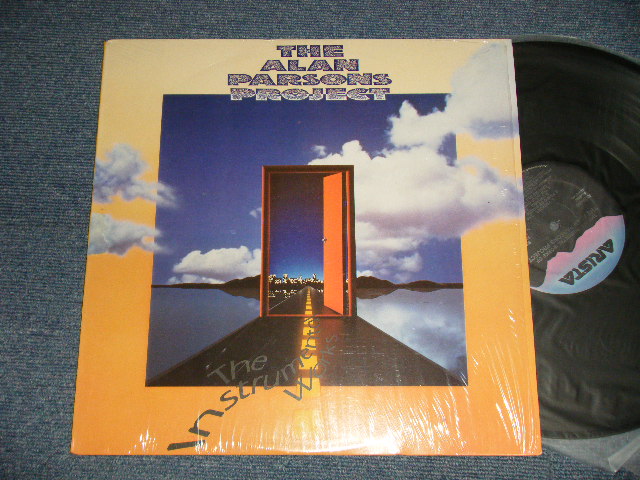 THE
ALAN
PARSONS
PROJECT
The
Instrumental
Works
ARISTA